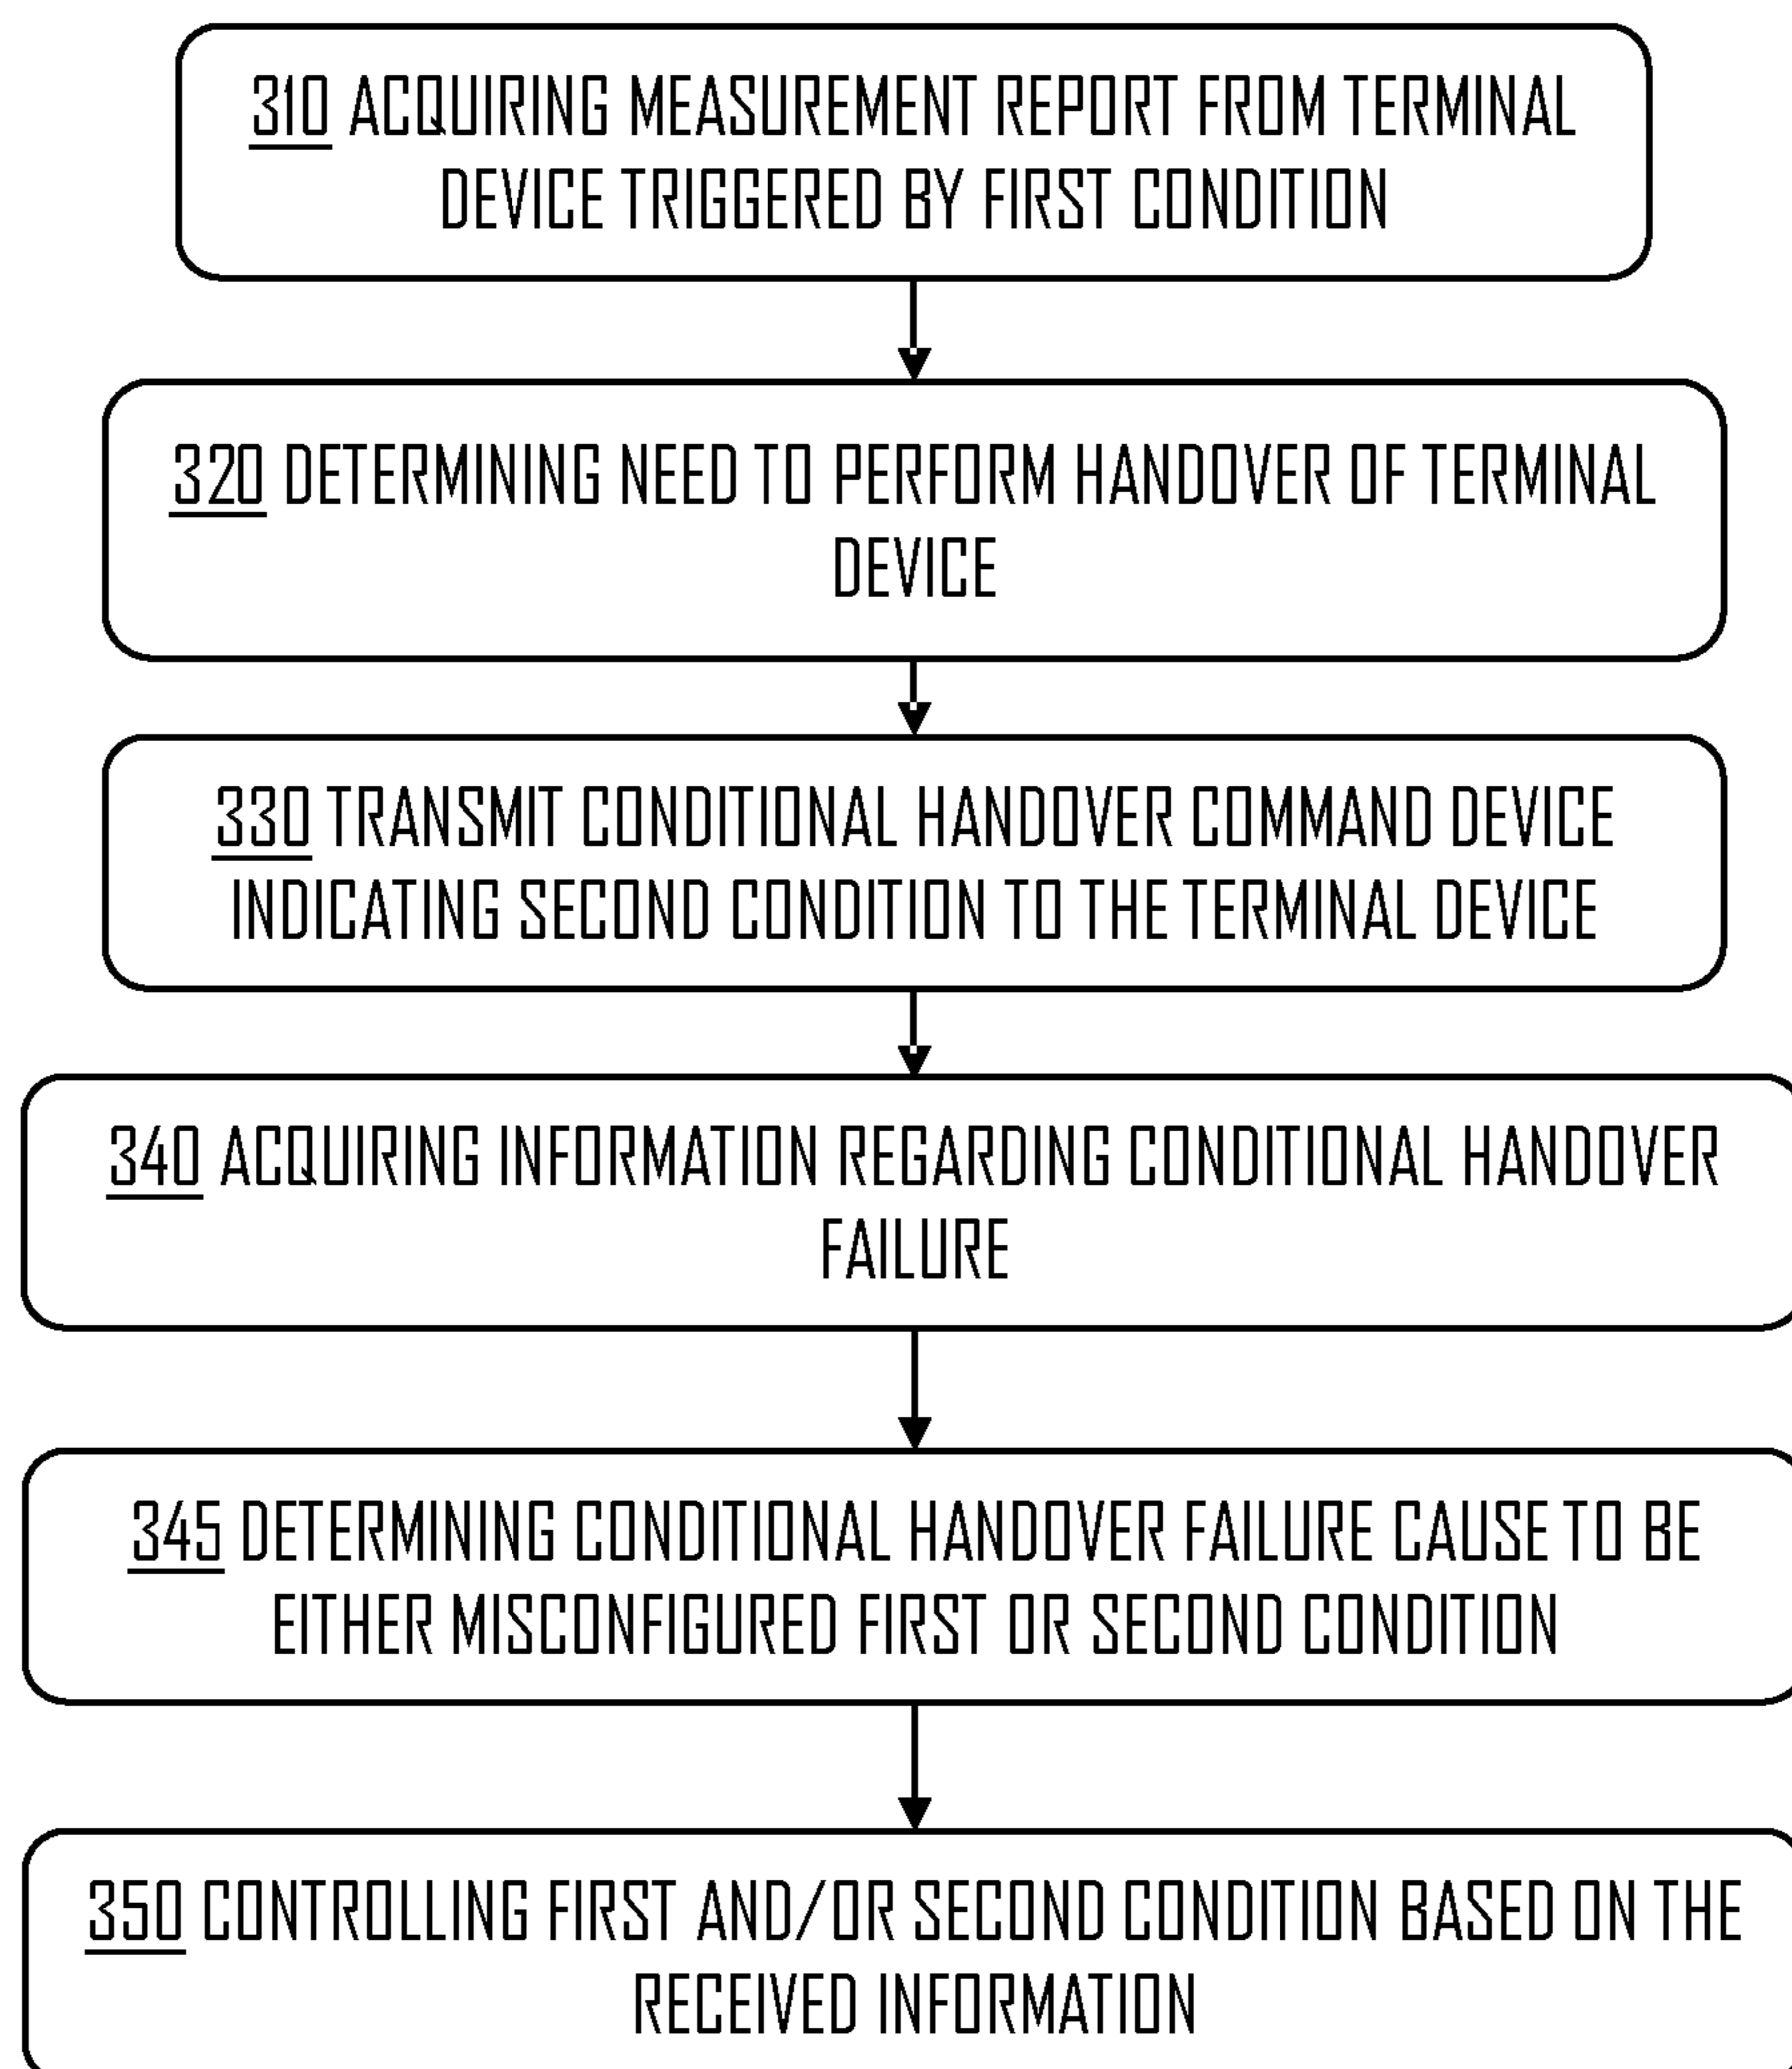 310 ACQUIRING MEASUREMENT REPORT FROM TERMINAL
DEVICE TRIGGERED BY FIRST CONDITION
320 DETERMINING NEED TO PERFORM HANDOVER OF TERMINAL
DEVICE
330 TRANSMIT CONDITIONAL HANDOVER COMMAND DEVICE
INDICATING SECOND CONDITION TO THE TERMINAL DEVICE
340 ACQUIRING INFORMATION REGARDING CONDITIONAL HANDOVER
FAILURE
345 DETERMINING CONDITIONAL HANDOVER FAILURE CAUSE TO BE
EITHER MISCONFIGURED FIRST OR SECOND CONDITION
350 CONTROLLING FIRST AND/OR SECOND CONDITION BASED ON THE
RECEIVED INFORMATION